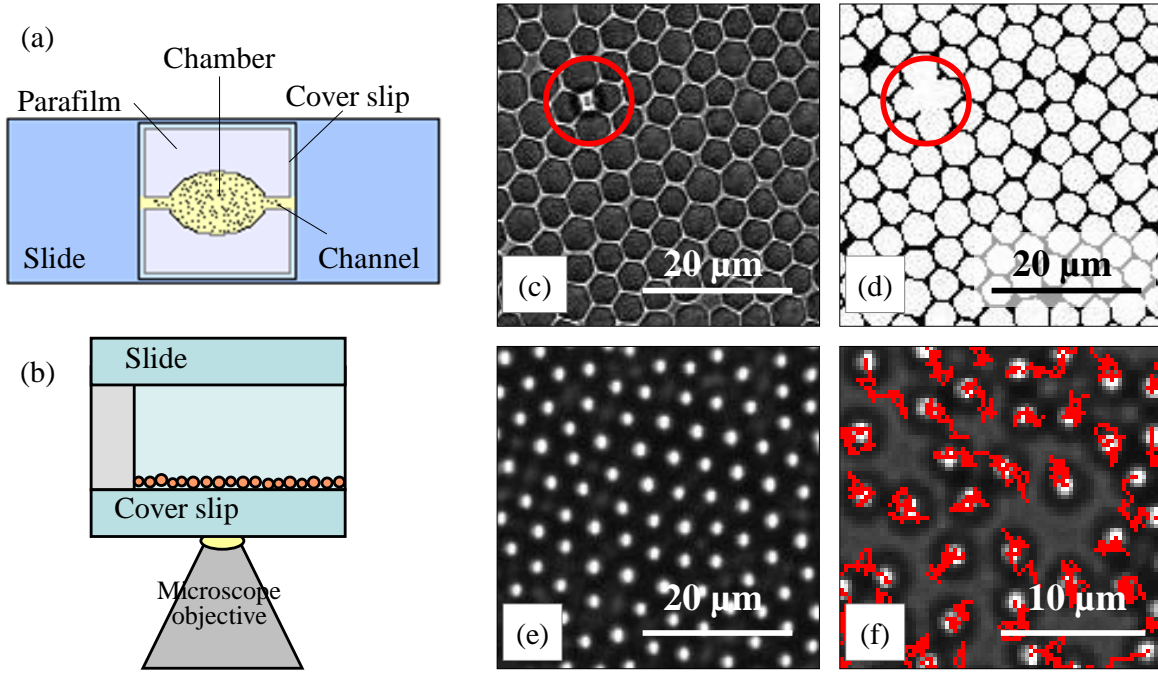 (a)
Chamber
Parafilm
Cover slip
Slide
Channel
(b)
Slide
Cover slip
Microscope
objective
(c)
20 µm
(d)
20 µm
(e)
20 µm
(f)
10 µm